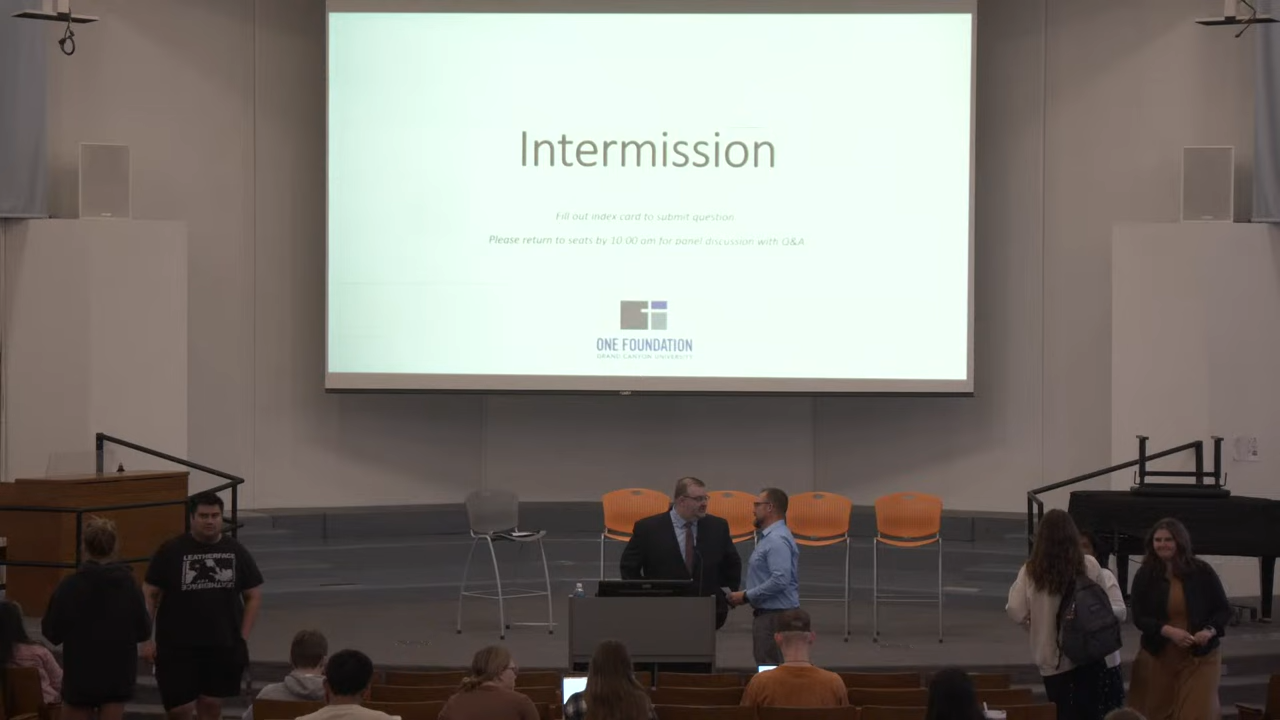 Intermission
Fill out index card to submit question
Please return to seats by 10:00 am for panel discussion with Q&A
ONE FOUNDATION
GRAND CANYON UNIVERSITY
LEATHERFACE